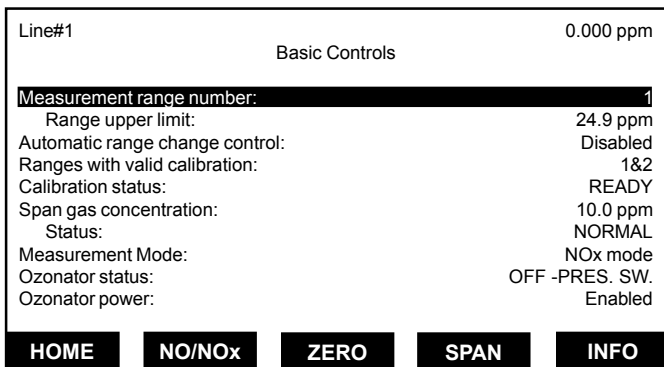 Line#1 0.000 ppm
Basic Controls
Measurement range number: 1
Range upper limit: 24.9 ppm
Automatic range change control: Disabled
Ranges with valid calibration: 1&2
Calibration status: READY
Span gas concentration: 10.0 ppm
Status: NORMAL
Measurement Mode: NOx mode
Ozonator status: OFF -PRES. SW.
Ozonator power: Enabled
HOME NO/NOx ZERO SPAN INFO